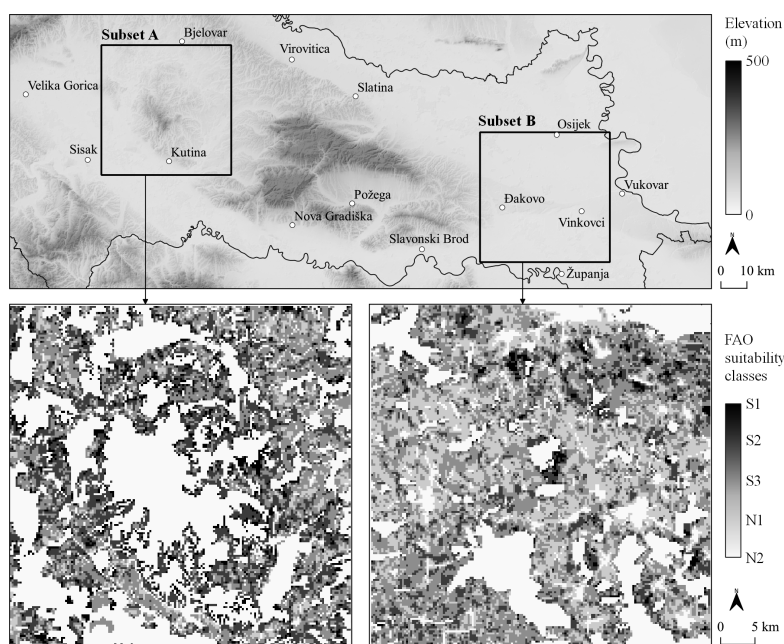 Subset A
Bjelovar
Virovitica
Velika Gorica
Slatina
Subset B
Osijek
Sisak
Kutina
Požega
Đakovo
Vukovar
Nova Gradiška
Vinkovci
Slavonski Brod
Županja
Elevation
(m)
500
0
N
0 10 km
FAO
suitability
classes
S1
S2
S3
N1
N2
N
0 5 km